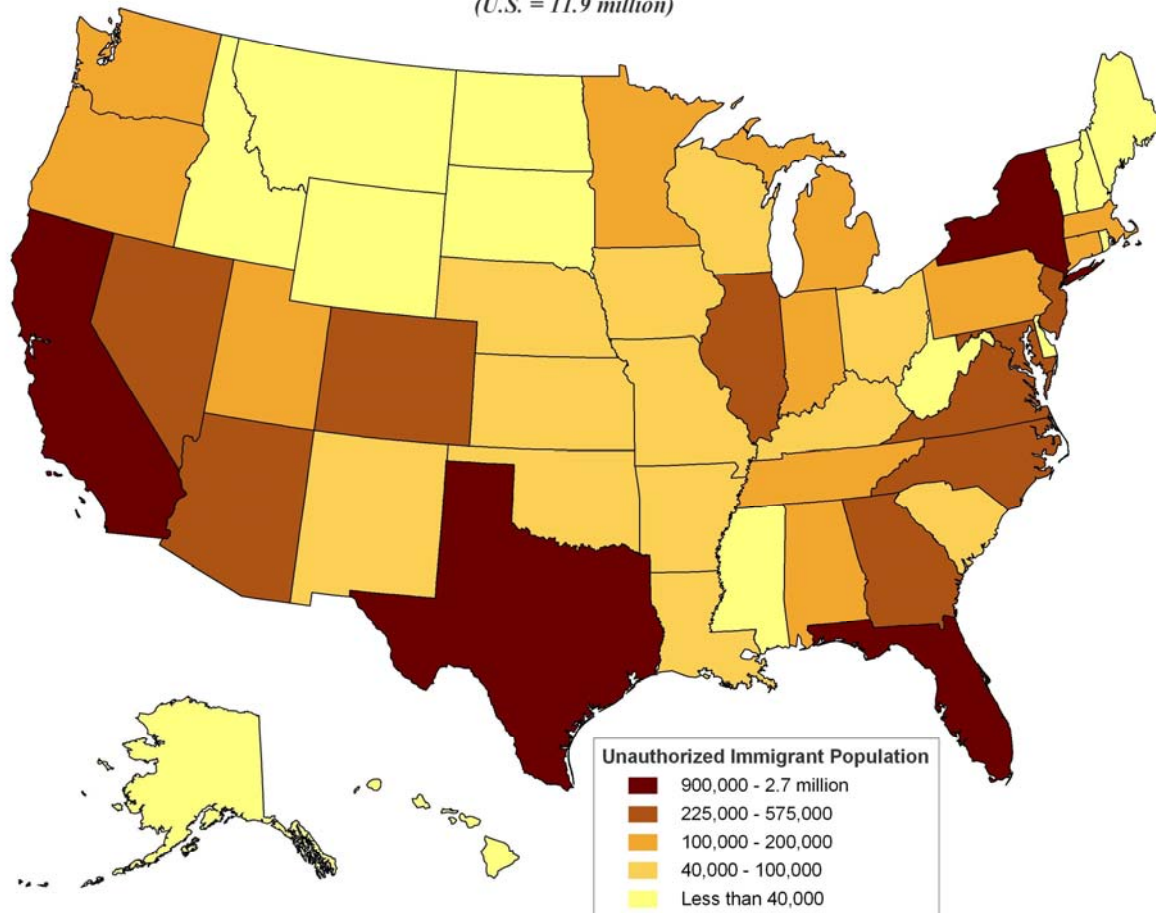 (U.S. = 11.9 million)
Unauthorized Immigrant Population
900,000 - 2.7 million
225,000 - 575,000
100,000 - 200,000
40,000 - 100,000
Less than 40,000